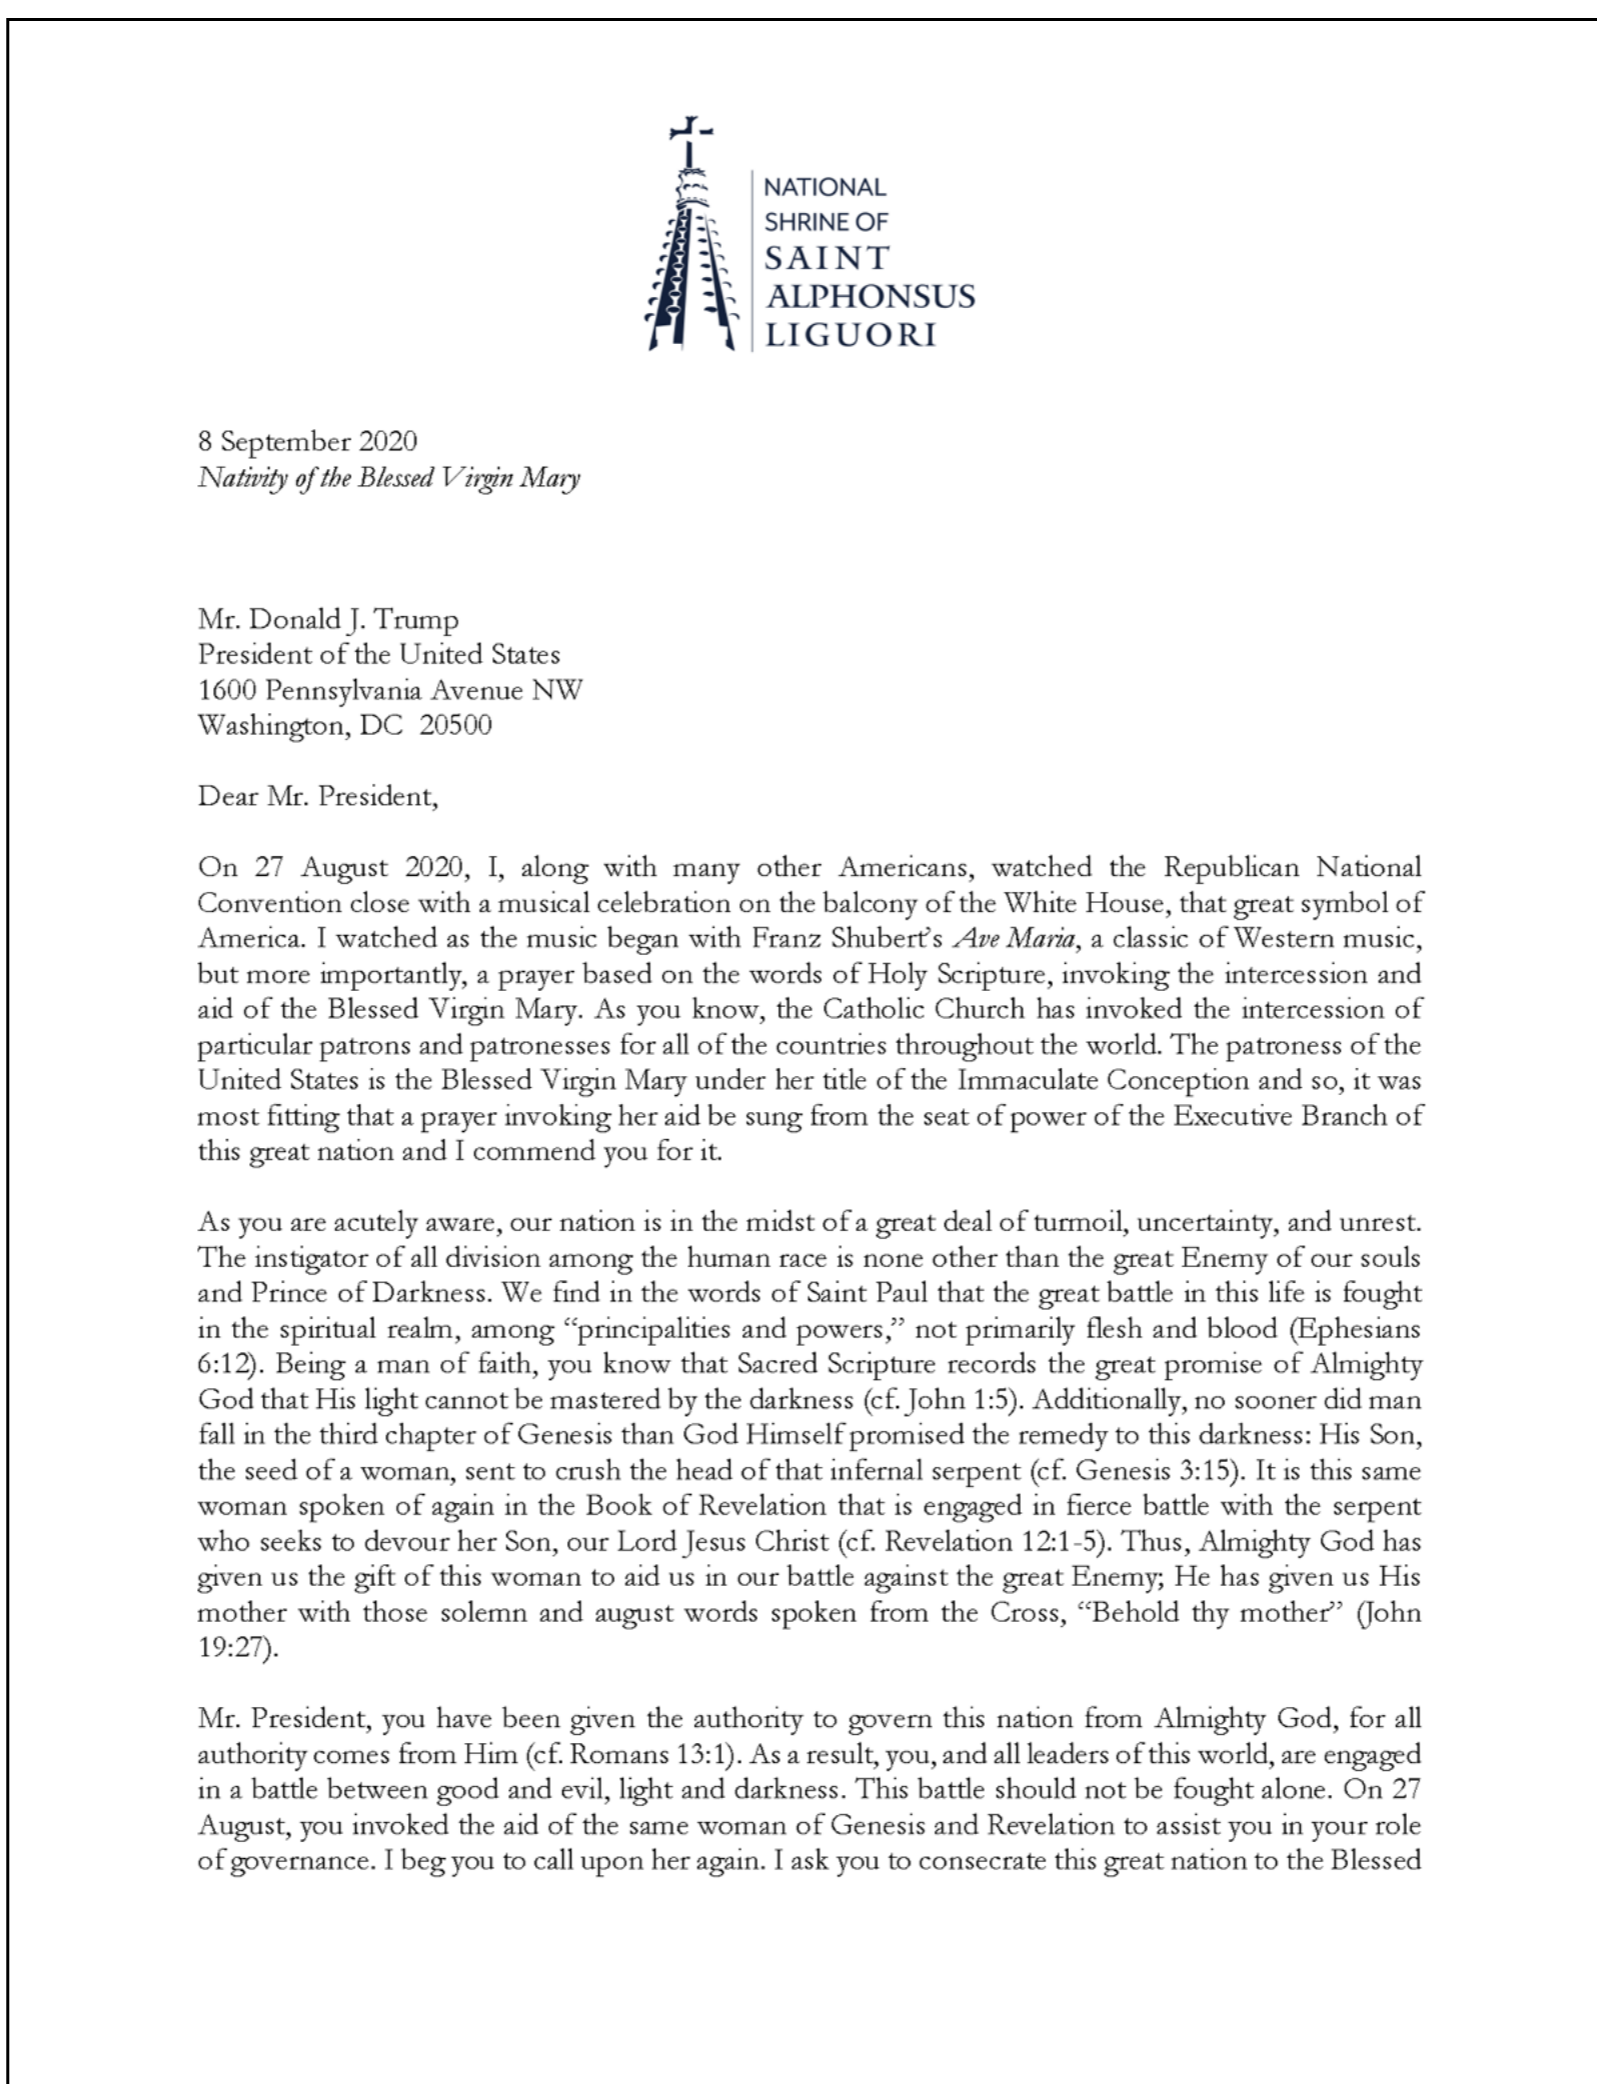 NATIONAL
SHRINE OF
SAINT
ALPHONSUS
LIGUORI
8 September 2020
Nativity of the Blessed Virgin Mary
Mr. Donald J. Trump
President of the United States
1600 Pennsylvania Avenue NW
Washington, DC 20500
Dear Mr. President,
On 27 August 2020, I, along with many other Americans, watched the Republican National
Convention close with a musical celebration on the balcony of the White House, that great symbol of
America. I watched as the music began with Franz Shubert's Ave Maria, a classic of Western music,
but more importantly, a prayer based on the words of Holy Scripture, invoking the intercession and
aid of the Blessed Virgin Mary. As you know, the Catholic Church has invoked the intercession of
particular patrons and patronesses for all of the countries throughout the world. The patroness of the
United States is the Blessed Virgin Mary under her title of the Immaculate Conception and so, it was
most fitting that a prayer invoking her aid be sung from the seat of power of the Executive Branch of
this great nation and I commend you for it.
As you are acutely aware, our nation is in the midst of a great deal of turmoil, uncertainty, and unrest.
The instigator of all division among the human race is none other than the great Enemy of our souls
and Prince of Darkness. We find in the words of Saint Paul that the great battle in this life is fought
in the spiritual realm, among “principalities and powers,” not primarily flesh and blood (Ephesians
6:12). Being a man of faith, you know that Sacred Scripture records the great promise of Almighty
God that His light cannot be mastered by the darkness (cf. John 1:5). Additionally, no sooner did man
fall in the third chapter of Genesis than God Himself promised the remedy to this darkness: His Son,
the seed of a woman, sent to crush the head of that infernal serpent (cf. Genesis 3:15). It is this same
woman spoken of again in the Book of Revelation that is engaged in fierce battle with the serpent
who seeks to devour her Son, our Lord Jesus Christ (cf. Revelation 12:1-5). Thus, Almighty God has
given us the gift of this woman to aid us in our battle against the great Enemy; He has given us His
mother with those solemn and august words spoken from the Cross, “Behold thy mother” (John
19:27).
Mr. President, you have been given the authority to govern this nation from Almighty God, for all
authority comes from Him (cf. Romans 13:1). As a result, you, and all leaders of this world, are engaged
in a battle between good and evil, light and darkness. This battle should not be fought alone. On 27
August, you invoked the aid of the same woman of Genesis and Revelation to assist you in your role
of governance. I beg you to call upon her again. I ask you to consecrate this great nation to the Blessed